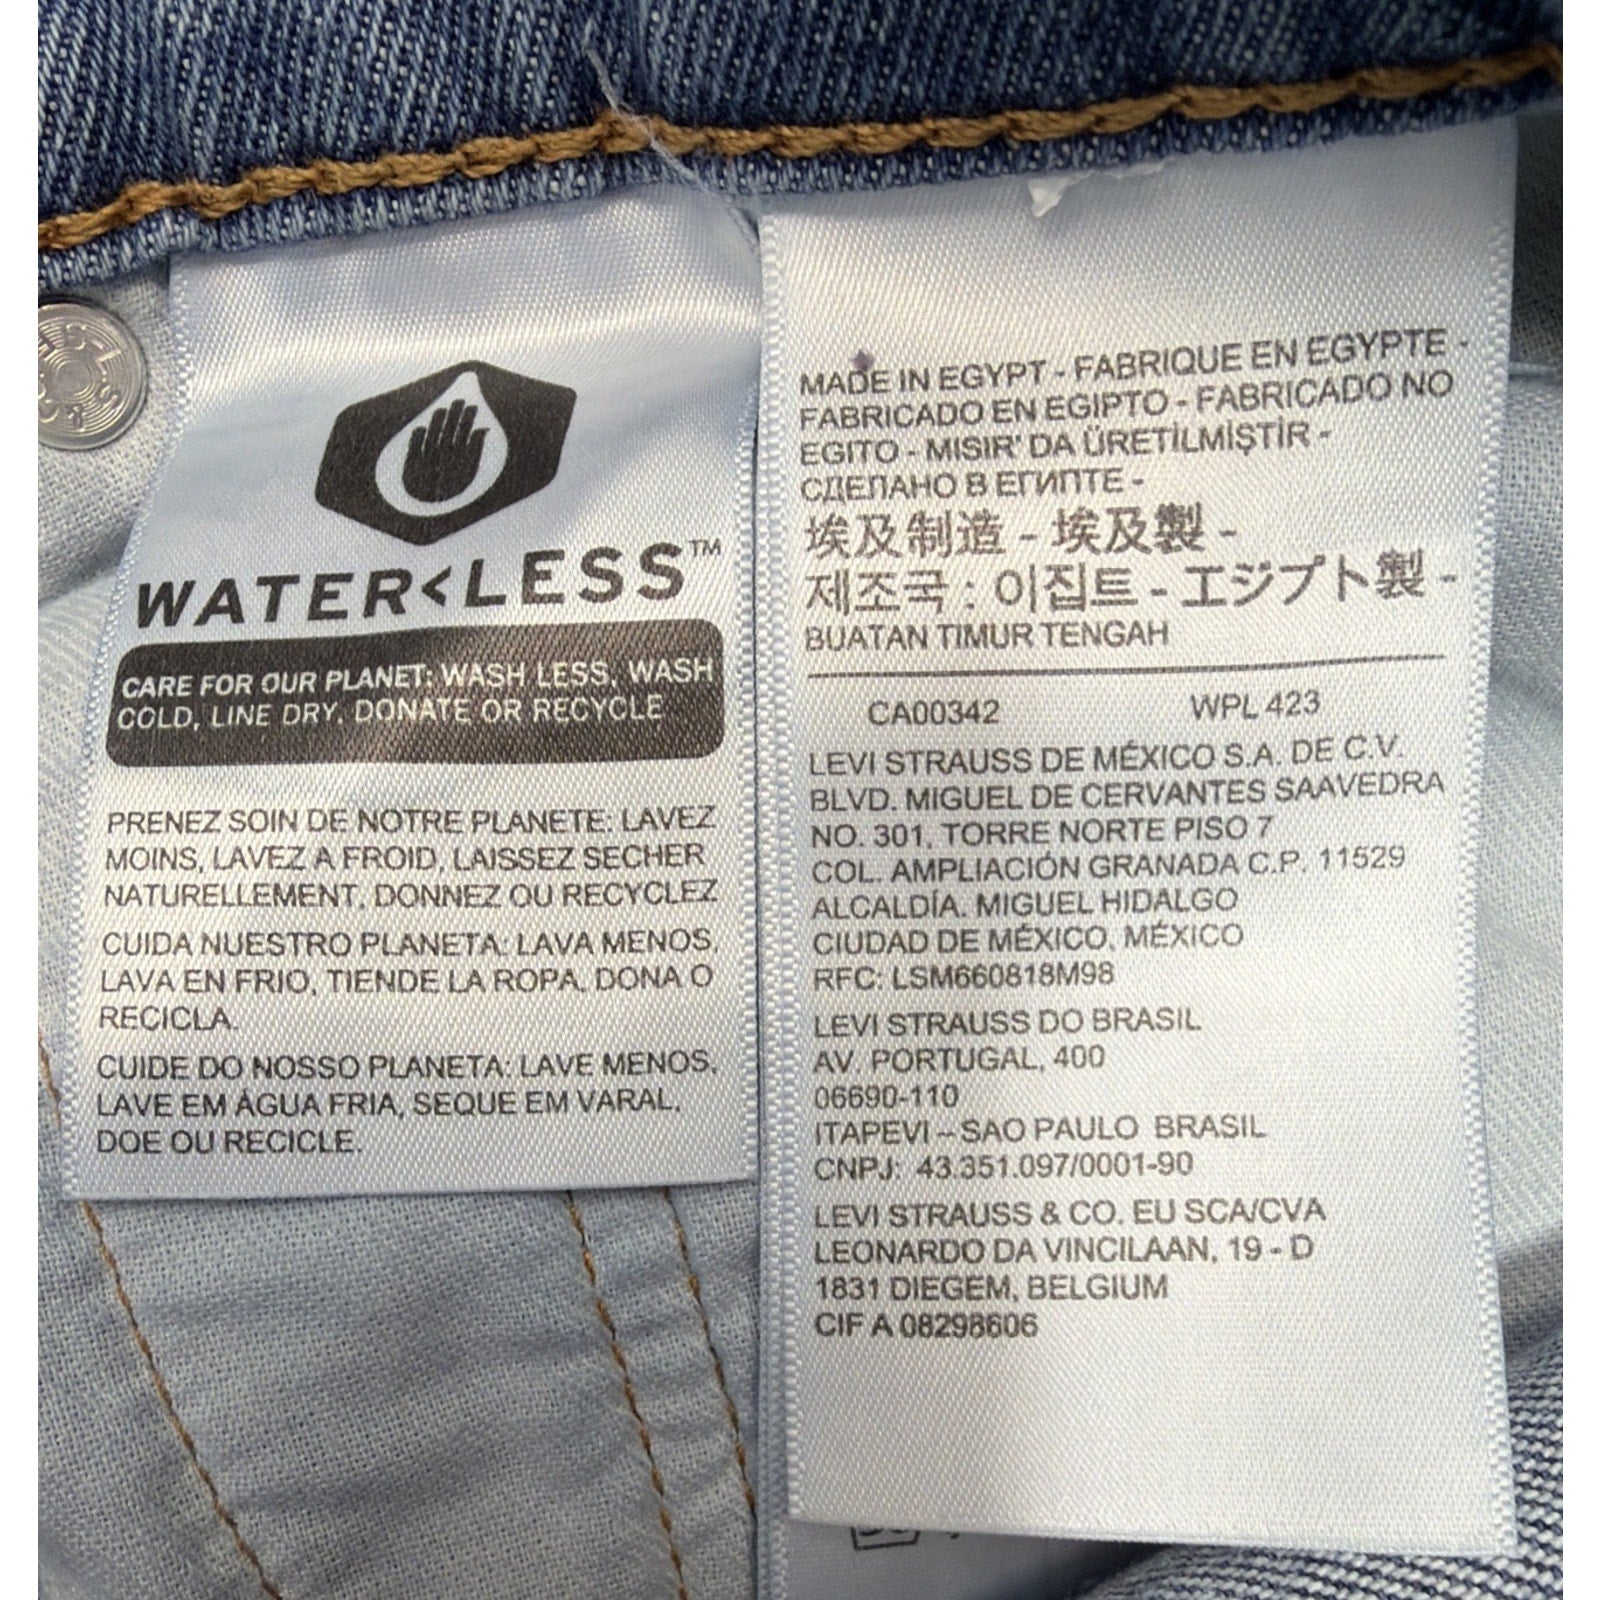 WATER<LESS™
CARE FOR OUR PLANET: WASH LESS, WASH
COLD, LINE DRY, DONATE OR RECYCLE
PRENEZ SOIN DE NOTRE PLANETE: LAVEZ
MOINS, LAVEZ A FROID, LAISSEZ SECHER
NATURELLEMENT, DONNEZ OU RECYCLEZ
CUIDA NUESTRO PLANETA: LAVA MENOS,
LAVA EN FRIO, TIENDE LA ROPA, DONA O
RECICLA.
CUIDE DO NOSSO PLANETA: LAVE MENOS,
LAVE EM ÁGUA FRIA, SEQUE EM VARAL,
DOE OU RECICLE.
MADE IN EGYPT - FABRIQUE EN EGYPTE -
FABRICADO EN EGIPTO - FABRICADO NO
EGITO - MISIR' DA ÜRETİLMİŞTİR -
СДЕЛАНО В ЕГИПТЕ -
埃及制造 - 埃及製 -
제조국 : 이집트 - エジプト製 -
BUATAN TIMUR TENGAH
CA00342 WPL 423
LEVI STRAUSS DE MÉXICO S.A. DE C.V.
BLVD. MIGUEL DE CERVANTES SAAVEDRA
NO. 301, TORRE NORTE PISO 7
COL. AMPLIACIÓN GRANADA C.P. 11529
ALCALDÍA. MIGUEL HIDALGO
CIUDAD DE MÉXICO, MÉXICO
RFC: LSM660818M98
LEVI STRAUSS DO BRASIL
AV. PORTUGAL, 400
06690-110
ITAPEVI – SAO PAULO BRASIL
CNPJ: 43.351.097/0001-90
LEVI STRAUSS & CO. EU SCA/CVA
LEONARDO DA VINCILAAN, 19 - D
1831 DIEGEM, BELGIUM
CIF A 08298606